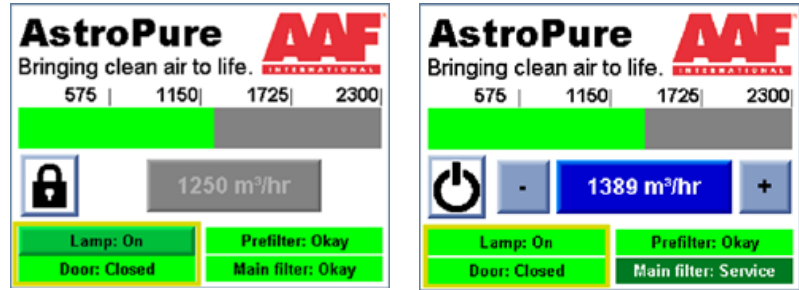 AstroPure
AAF
Bringing clean air to life.
INTERNATIONAL
575 | 1150| 1725| 2300|
1250 m³/hr
Lamp: On Prefilter: Okay
Door: Closed Main filter: Okay
AstroPure
AAF
Bringing clean air to life.
INTERNATIONAL
575 | 1150| 1725| 2300|
- 1389 m³/hr +
Lamp: On Prefilter: Okay
Door: Closed Main filter: Service